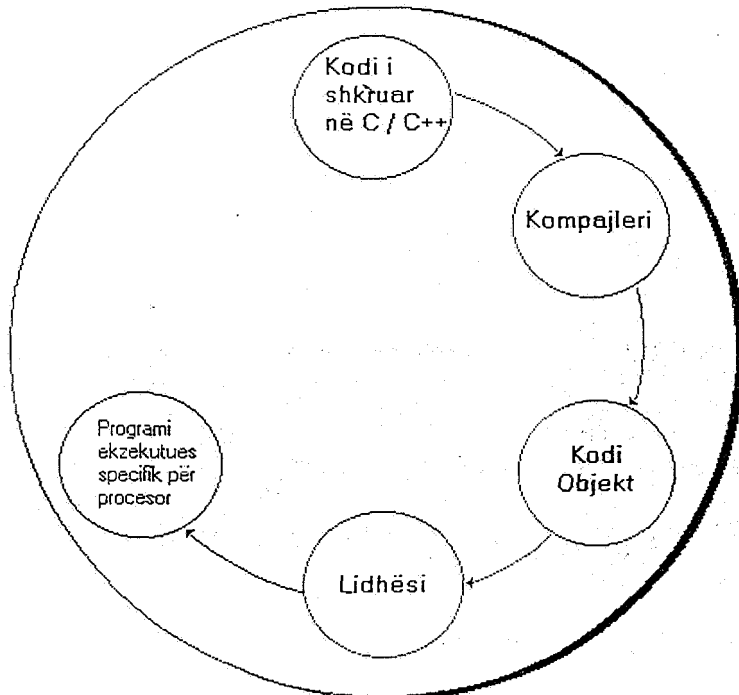 Kodi i
shkruar
në C / C++
Kompajleri
Kodi
Objekt
Lidhësi
Programi
ekzekutues
specifik për
procesor